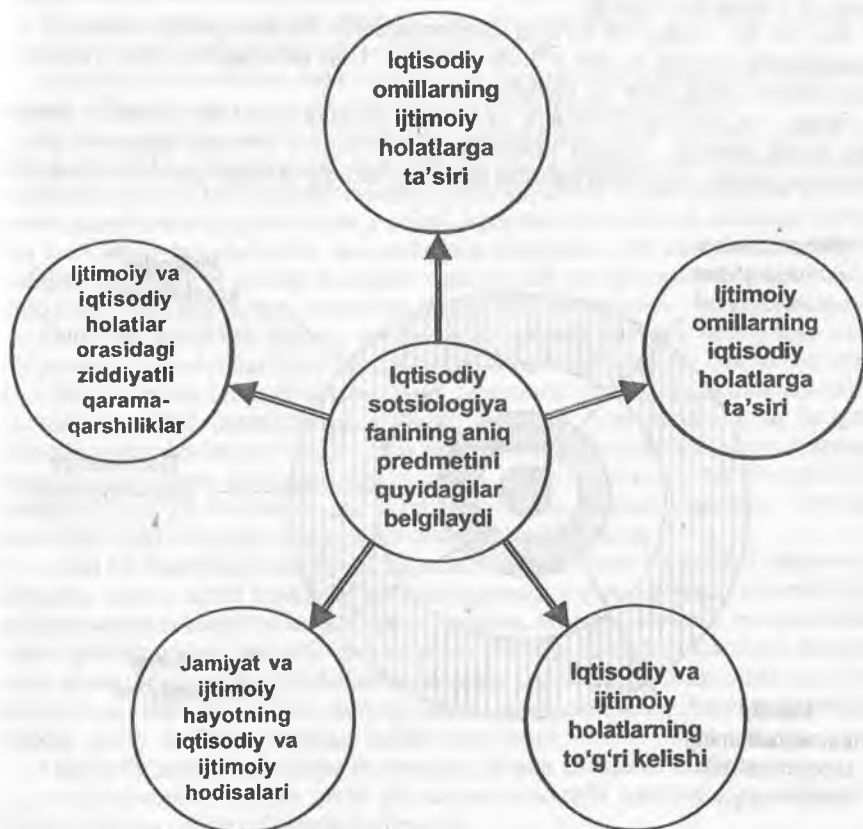 Iqtisodiy
omillarning
ijtimoiy
holatlarga
ta'siri
Ijtimoiy va
iqtisodiy
holatlar
orasidagi
ziddiyatli
qarama-
qarshiliklar
Ijtimoiy
omillarning
iqtisodiy
holatlarga
ta'siri
Iqtisodiy
sotsiologiya
fanining aniq
predmetini
quyidagilar
belgilaydi
Jamiyat va
ijtimoiy
hayotning
iqtisodiy va
ijtimoiy
hodisalari
Iqtisodiy va
ijtimoiy
holatlarning
to'g'ri kelishi